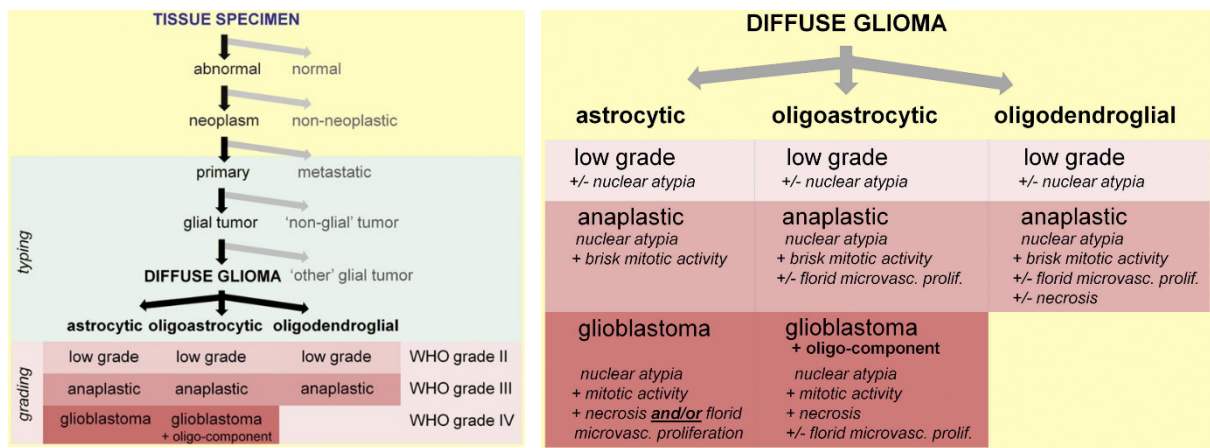 TISSUE SPECIMEN
abnormal normal
neoplasm non-neoplastic
primary metastatic
glial tumor 'non-glial' tumor
DIFFUSE GLIOMA 'other' glial tumor
typing
astrocytic oligoastrocytic oligodendroglial
grading
low grade low grade low grade WHO grade II
anaplastic anaplastic anaplastic WHO grade III
glioblastoma glioblastoma WHO grade IV
+ oligo-component
DIFFUSE GLIOMA
astrocytic oligoastrocytic oligodendroglial
low grade low grade low grade
+/- nuclear atypia +/- nuclear atypia +/- nuclear atypia
anaplastic anaplastic anaplastic
nuclear atypia nuclear atypia nuclear atypia
+ brisk mitotic activity + brisk mitotic activity + brisk mitotic activity
+/- florid microvasc. prolif. +/- florid microvasc. prolif.
+/- necrosis
glioblastoma glioblastoma
+ oligo-component
nuclear atypia nuclear atypia
+ mitotic activity + mitotic activity
+ necrosis and/or florid + necrosis
microvasc. proliferation +/- florid microvasc. prolif.